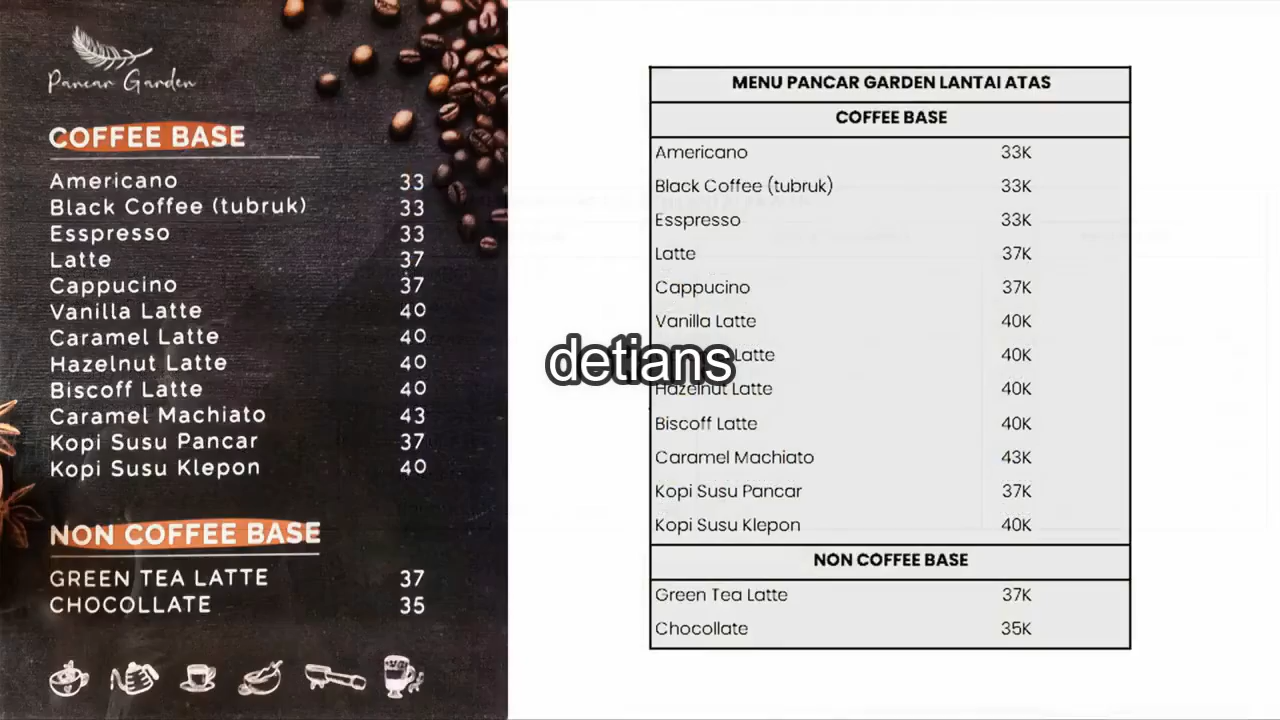 Pancar Garden
COFFEE BASE
Americano 33
Black Coffee (tubruk) 33
Esspresso 33
Latte 37
Cappucino 37
Vanilla Latte 40
Caramel Latte 40
Hazelnut Latte 40
Biscoff Latte 40
Caramel Machiato 43
Kopi Susu Pancar 37
Kopi Susu Klepon 40
NON COFFEE BASE
GREEN TEA LATTE 37
CHOCOLLATE 35
MENU PANCAR GARDEN LANTAI ATAS
COFFEE BASE
Americano 33K
Black Coffee (tubruk) 33K
Esspresso 33K
Latte 37K
Cappucino 37K
Vanilla Latte 40K
Latte 40K
Hazelnut Latte 40K
Biscoff Latte 40K
Caramel Machiato 43K
Kopi Susu Pancar 37K
Kopi Susu Klepon 40K
NON COFFEE BASE
Green Tea Latte 37K
Chocollate 35K
detians